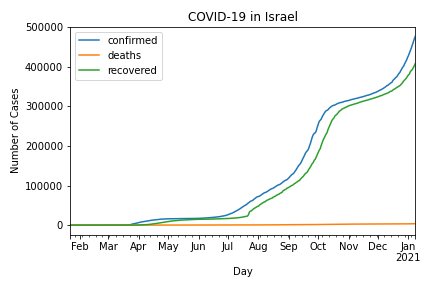 COVID-19 in Israel
confirmed
deaths
recovered
Number of Cases
500000
400000
300000
200000
100000
0
Feb Mar Apr May Jun Jul Aug Sep Oct Nov Dec Jan
2021
Day